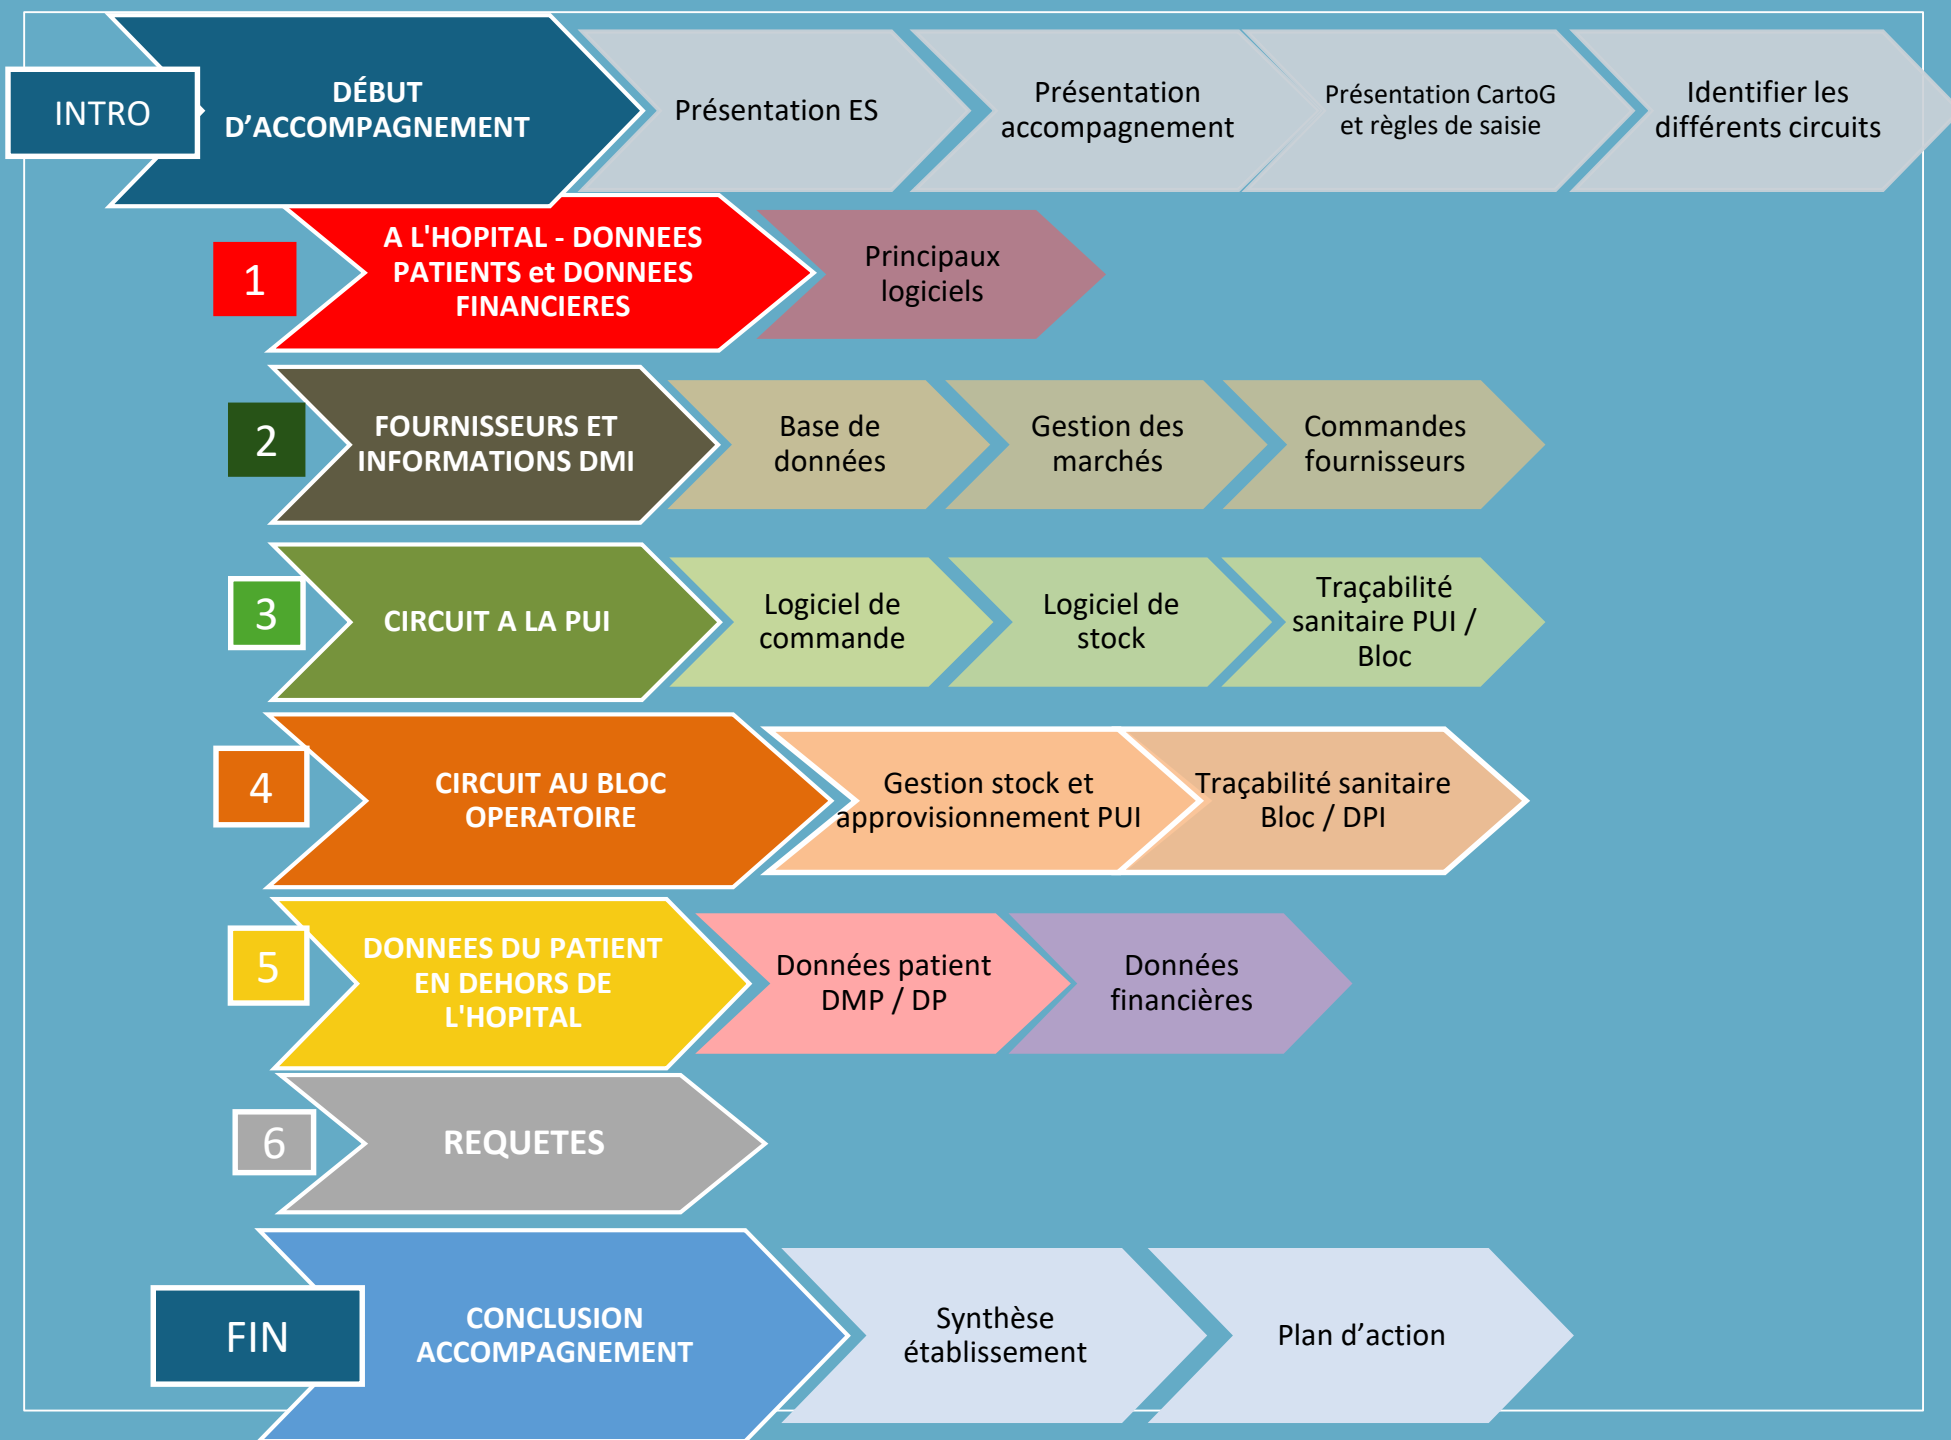 INTRO
DÉBUT
D’ACCOMPAGNEMENT
Présentation ES
Présentation
accompagnement
Présentation CartoG
et règles de saisie
Identifier les
différents circuits
1
A L'HOPITAL - DONNEES
PATIENTS et DONNEES
FINANCIERES
Principaux
logiciels
2
FOURNISSEURS ET
INFORMATIONS DMI
Base de
données
Gestion des
marchés
Commandes
fournisseurs
3
CIRCUIT A LA PUI
Logiciel de
commande
Logiciel de
stock
Traçabilité
sanitaire PUI /
Bloc
4
CIRCUIT AU BLOC
OPERATOIRE
Gestion stock et
approvisionnement PUI
Traçabilité sanitaire
Bloc / DPI
5
DONNEES DU PATIENT
EN DEHORS DE
L'HOPITAL
Données patient
DMP / DP
Données
financières
6
REQUETES
FIN
CONCLUSION
ACCOMPAGNEMENT
Synthèse
établissement
Plan d’action